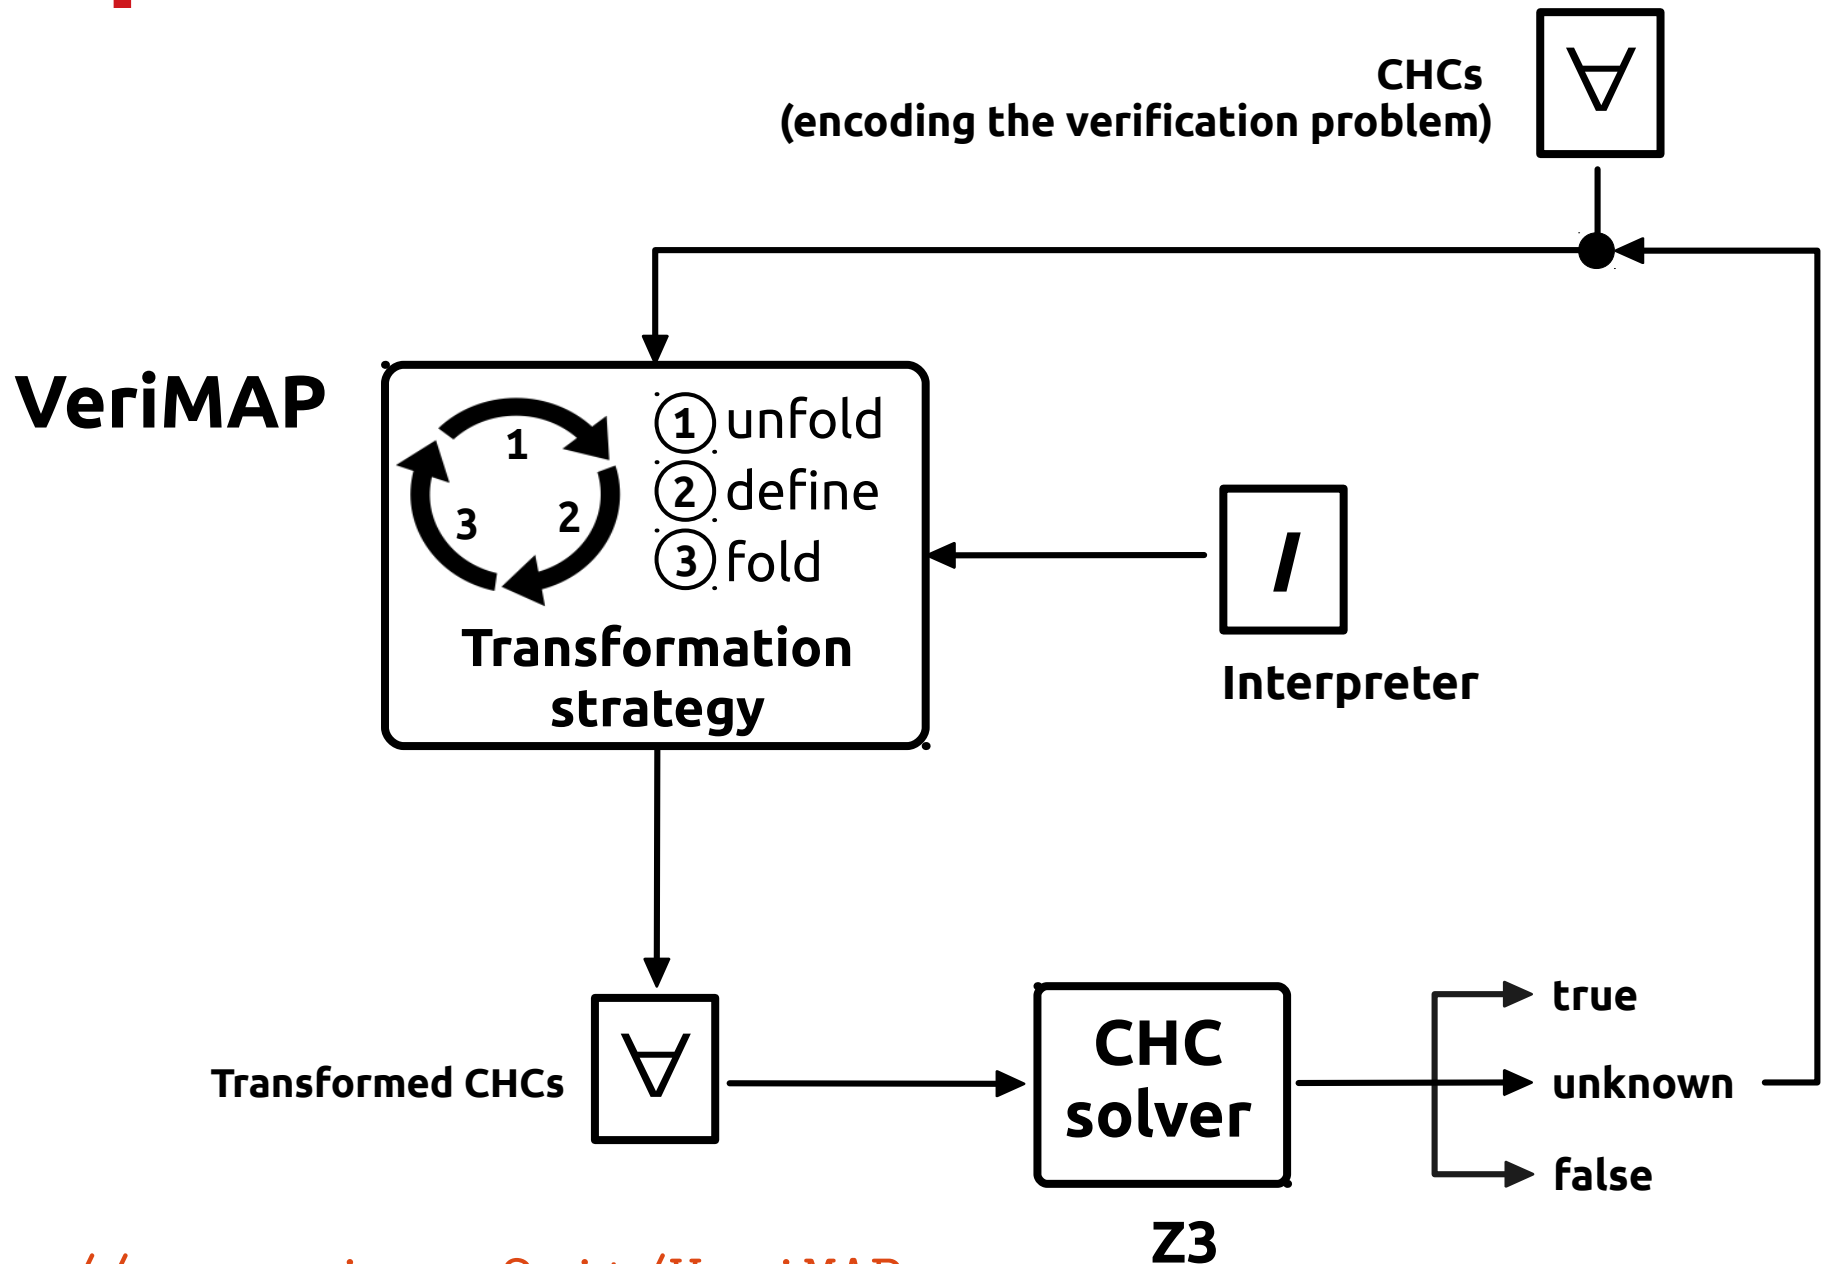 CHCs
(encoding the verification problem)
∀
VeriMAP
1
2
3
1 unfold
2 define
3 fold
Transformation
strategy
I
Interpreter
Transformed CHCs
∀
CHC
solver
Z3
true
unknown
false